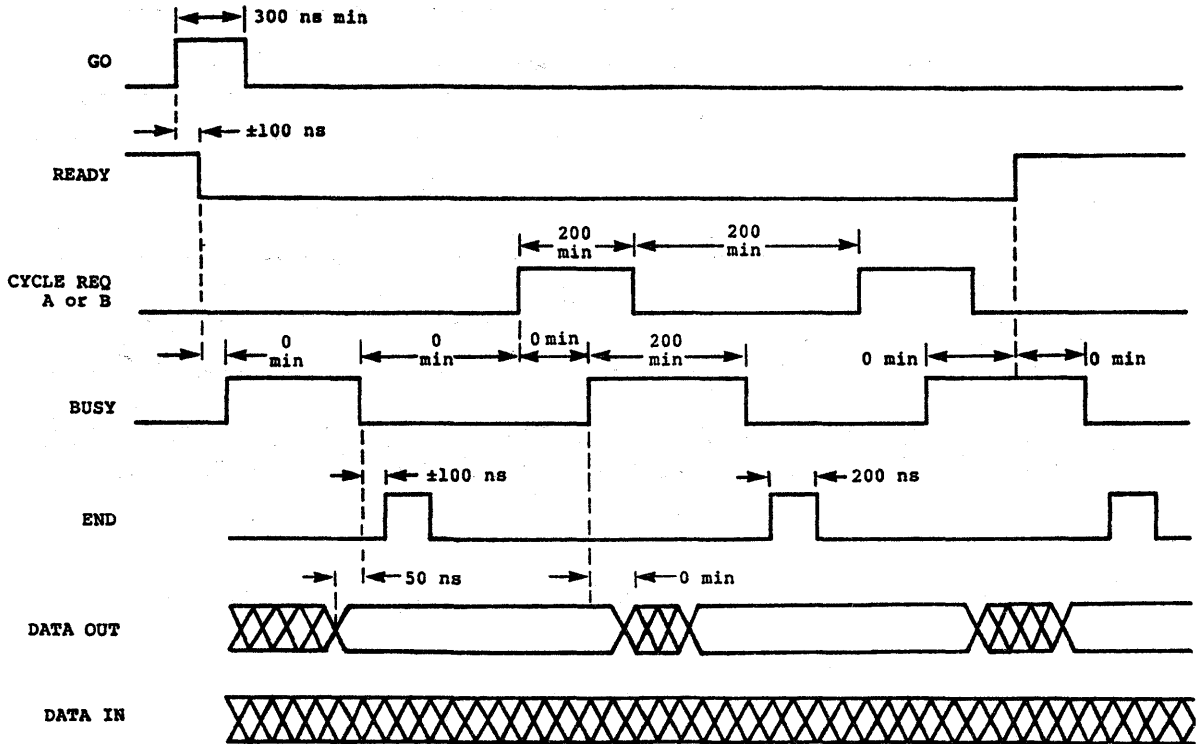 300 ns min
GO
±100 ns
READY
200 min
200 min
CYCLE REQ
A or B
0 min
0 min
0 min
200 min
0 min
0 min
BUSY
±100 ns
200 ns
END
50 ns
0 min
DATA OUT
DATA IN